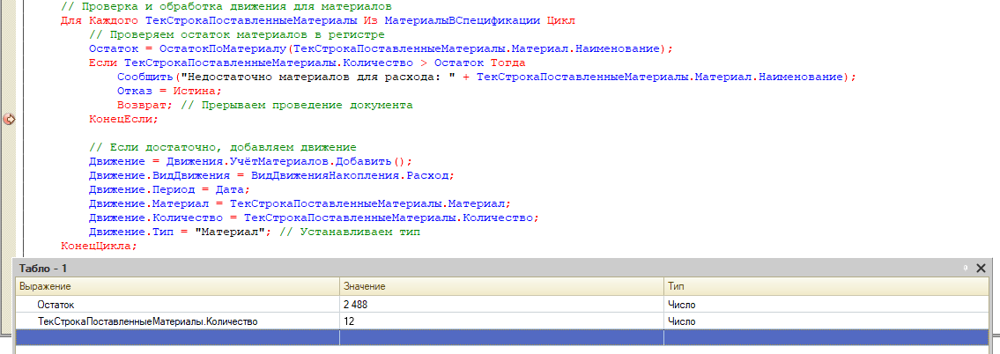 // Проверка и обработка движения для материалов
Для Каждого ТекСтрокаПоставленныеМатериалы Из МатериалыВСпецификации Цикл
// Проверяем остаток материалов в регистре
Остаток = ОстатокПоМатериалу(ТекСтрокаПоставленныеМатериалы.Материал.Наименование);
Если ТекСтрокаПоставленныеМатериалы.Количество > Остаток Тогда
Сообщить("Недостаточно материалов для расхода: " + ТекСтрокаПоставленныеМатериалы.Материал.Наименование);
Отказ = Истина;
Возврат; // Прерываем проведение документа
КонецЕсли;
// Если достаточно, добавляем движение
Движение = Движения.УчётМатериалов.Добавить();
Движение.ВидДвижения = ВидДвиженияНакопления.Расход;
Движение.Период = Дата;
Движение.Материал = ТекСтрокаПоставленныеМатериалы.Материал;
Движение.Количество = ТекСтрокаПоставленныеМатериалы.Количество;
Движение.Тип = "Материал"; // Устанавливаем тип
КонецЦикла;
Табло - 1
Выражение Значение Тип
Остаток 2 488 Число
ТекСтрокаПоставленныеМатериалы.Количество 12 Число